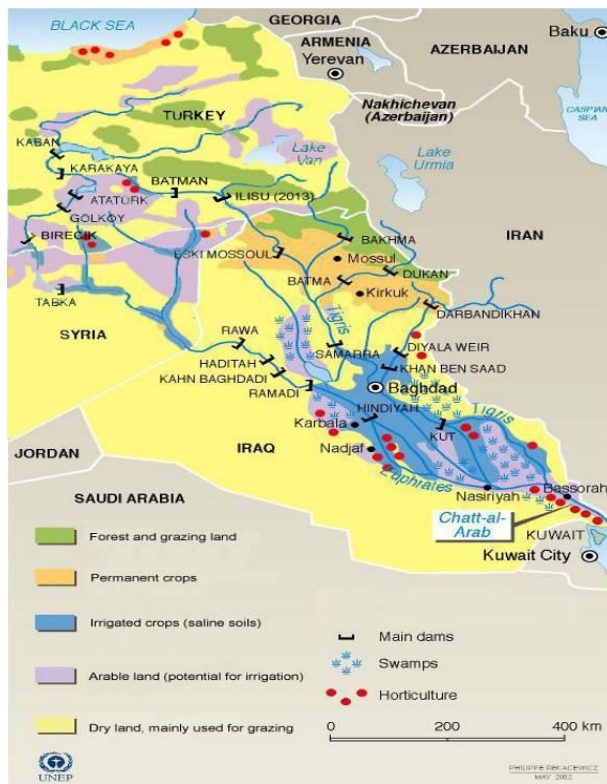 BLACK SEA
GEORGIA
Baku
ARMENIA
AZERBAIJAN
Yerevan
CASPIAN
SEA
Nakhichevan
(Azerbaijan)
TURKEY
KABAN
Lake
Van
Lake
Urmia
KARAKAYA
BATMAN
ILISU (2013)
ATATURK
GOLKOY
BIRECIK
BAKHMA
IRAN
ESKI MOSSOUL
Mossul
DUKAN
BATMA
TABKA
Kirkuk
DARBANDIKHAN
Tigris
SYRIA
RAWA
SAMARRA
DIYALA WEIR
HADITAH
KHAN BEN SAAD
KAHN BAGHDADI
Baghdad
RAMADI
HINDIYAH
Tigris
Karbala
KUT
JORDAN
IRAQ
Nadjaf
Euphrates
Bassorah
SAUDI ARABIA
Nasiriyah
Chatt-al-
Arab
KUWAIT
Kuwait City
Forest and grazing land
Permanent crops
Irrigated crops (saline soils)
Main dams
Swamps
Arable land (potential for irrigation)
Horticulture
Dry land, mainly used for grazing
0 200 400 km
UNEP
PHILIPPE REKACEWICZ
MAY 2002